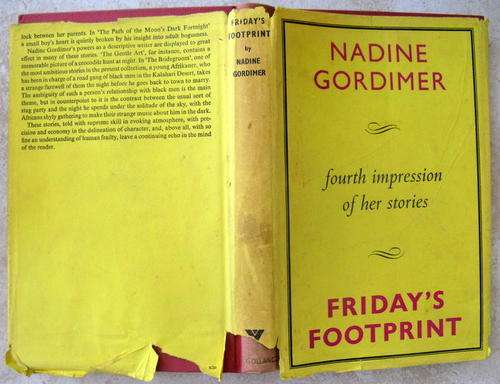 lock between her parents. In 'The Path of the Moon's Dark Fortnight'
a small boy's heart is quietly broken by his insight into adult bogusness.
Nadine Gordimer's powers as a descriptive writer are displayed to great
effect in many of these stories. 'The Gentle Art', for instance, contains a
memorable picture of a crocodile hunt at night. In 'The Bridegroom', one of
the most ambitious stories in the present collection, a young Afrikaner, who
has been in charge of a road gang of black men in the Kalahari Desert, takes
a strange farewell of them the night before he goes back to town to marry.
The ambiguity of such a person's relationship with black men is the main
theme, but in counterpoint to it is the contrast between the usual sort of
stag party and the night he spends under the solitude of the sky, with the
Africans shyly gathering to make their strange music about him in the dark.
These stories, told with supreme skill in evoking atmosphere, with pre-
cision and economy in the delineation of character, and, above all, with so
fine an understanding of human frailty, leave a continuing echo in the mind
of the reader.
FRIDAY'S
FOOTPRINT
by
NADINE
GORDIMER
GOLLANCZ
NADINE
GORDIMER
fourth impression
of her stories
FRIDAY'S
FOOTPRINT